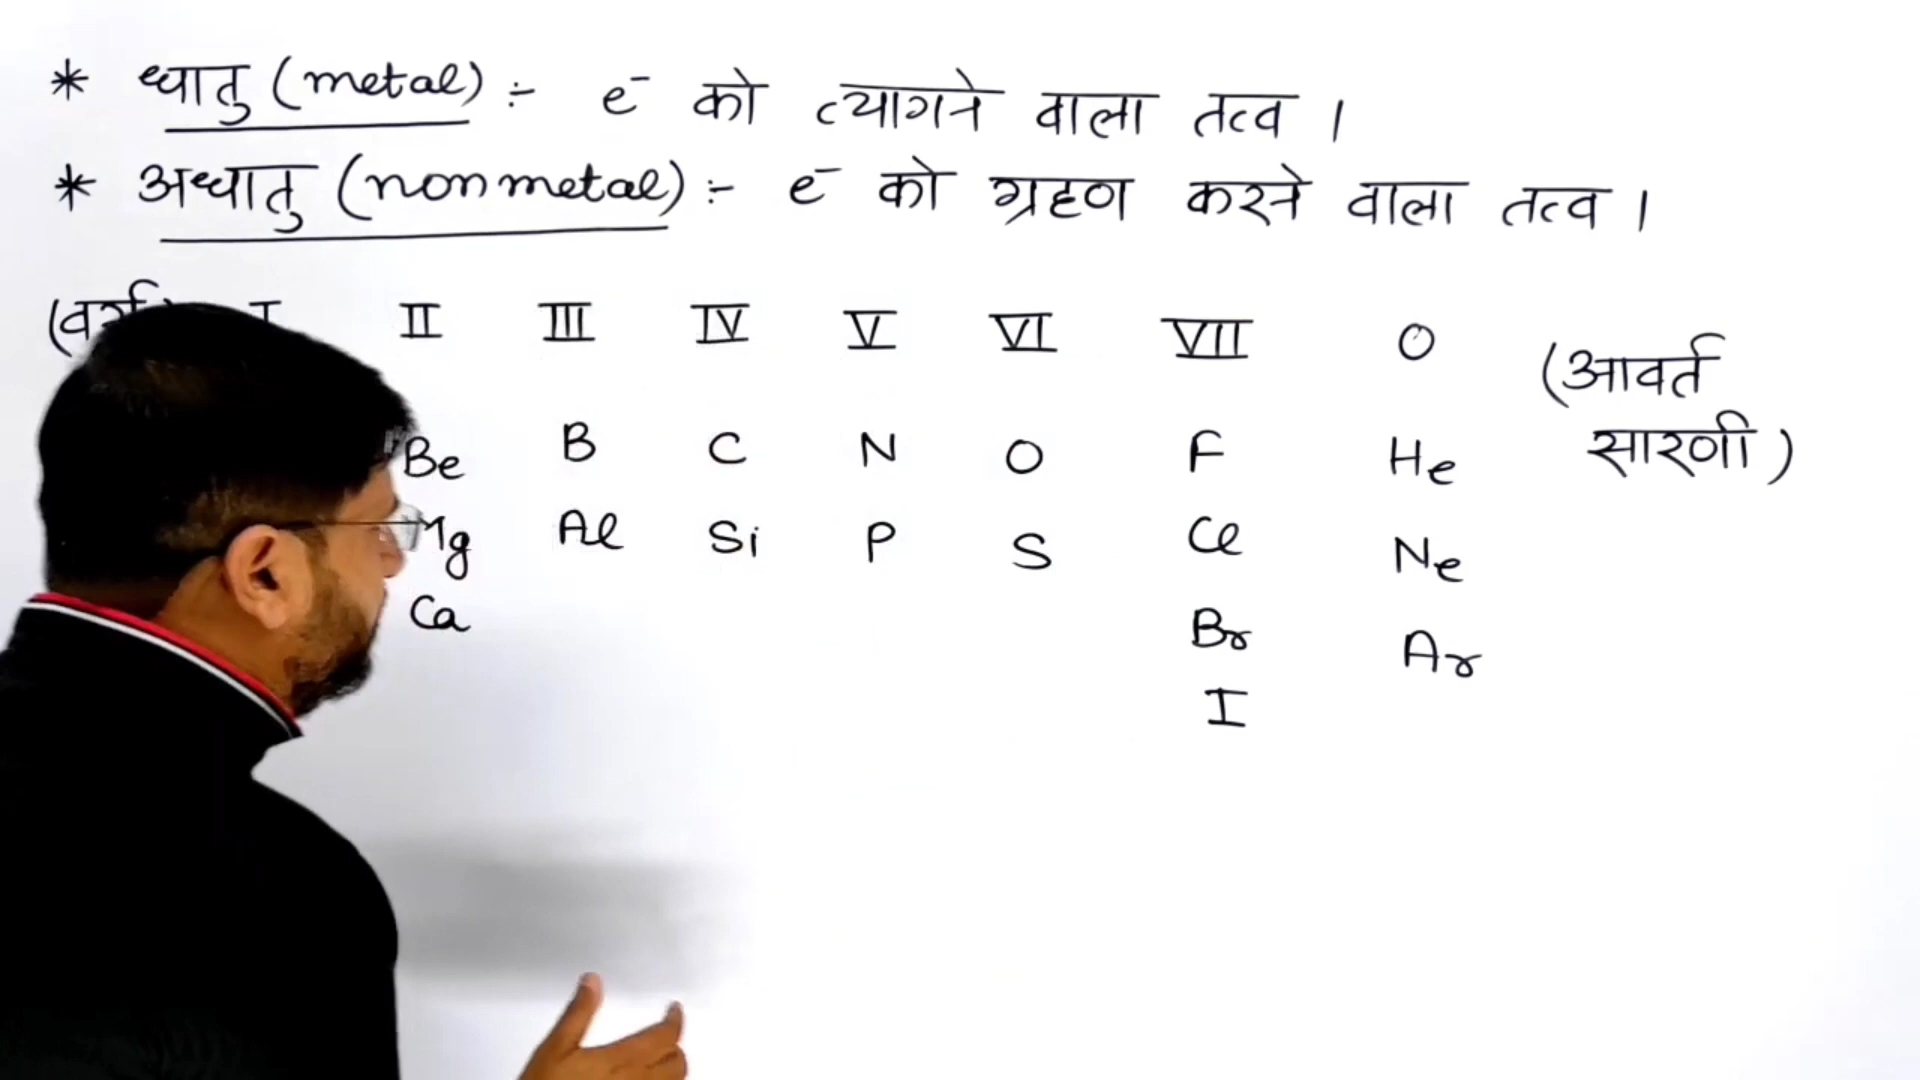 * धातु (metal) :- e⁻ को त्यागने वाला तत्व ।
* अधातु (nonmetal) :- e⁻ को ग्रहण करने वाला तत्व ।
II III IV V VI VII O (आवर्त
Be B C N O F He सारणी)
Mg Al Si P S Cl Ne
Ca Br Ar
I